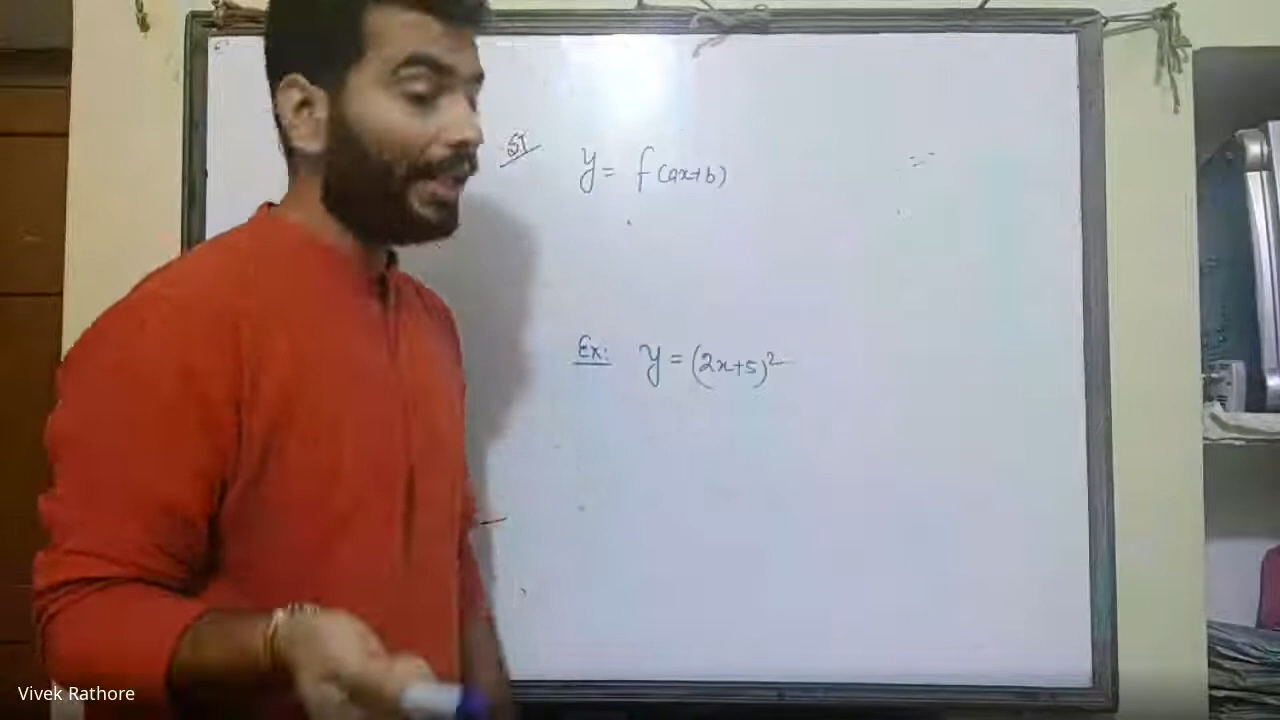 ST y = f(ax+b)
Ex: y = (2x+5)²
Vivek Rathore